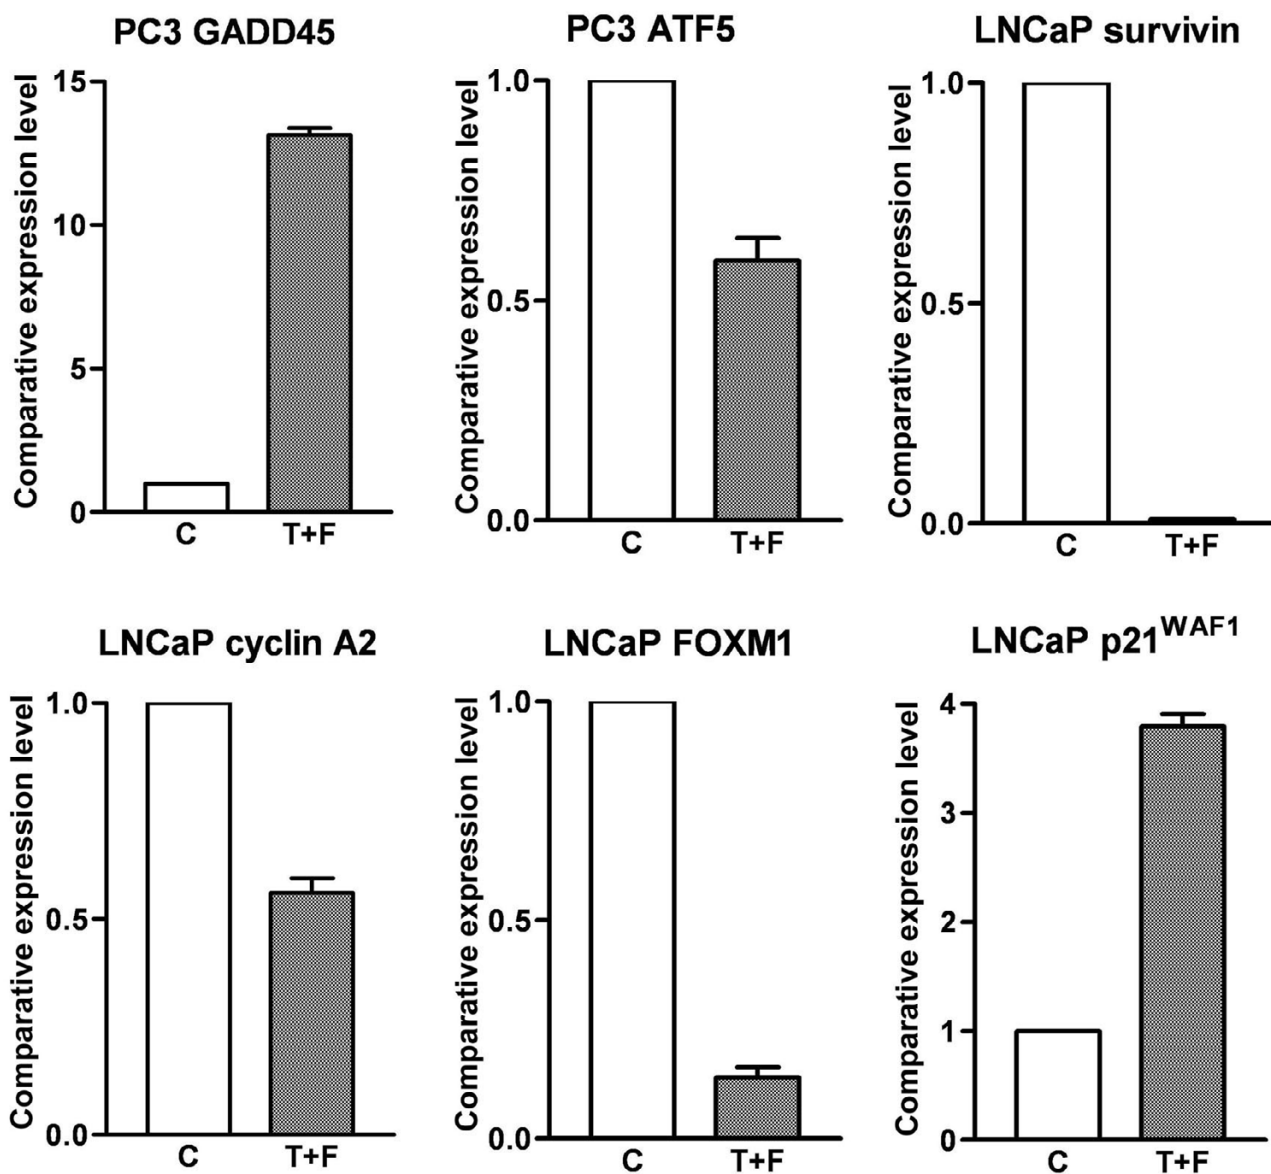 PC3 GADD45
Comparative expression level
15
10
5
0
C
T+F
PC3 ATF5
Comparative expression level
1.0
0.5
0.0
C
T+F
LNCaP survivin
Comparative expression level
1.0
0.5
0.0
C
T+F
LNCaP cyclin A2
Comparative expression level
1.0
0.5
0.0
C
T+F
LNCaP FOXM1
Comparative expression level
1.0
0.5
0.0
C
T+F
LNCaP p21WAF1
Comparative expression level
4
3
2
1
0
C
T+F